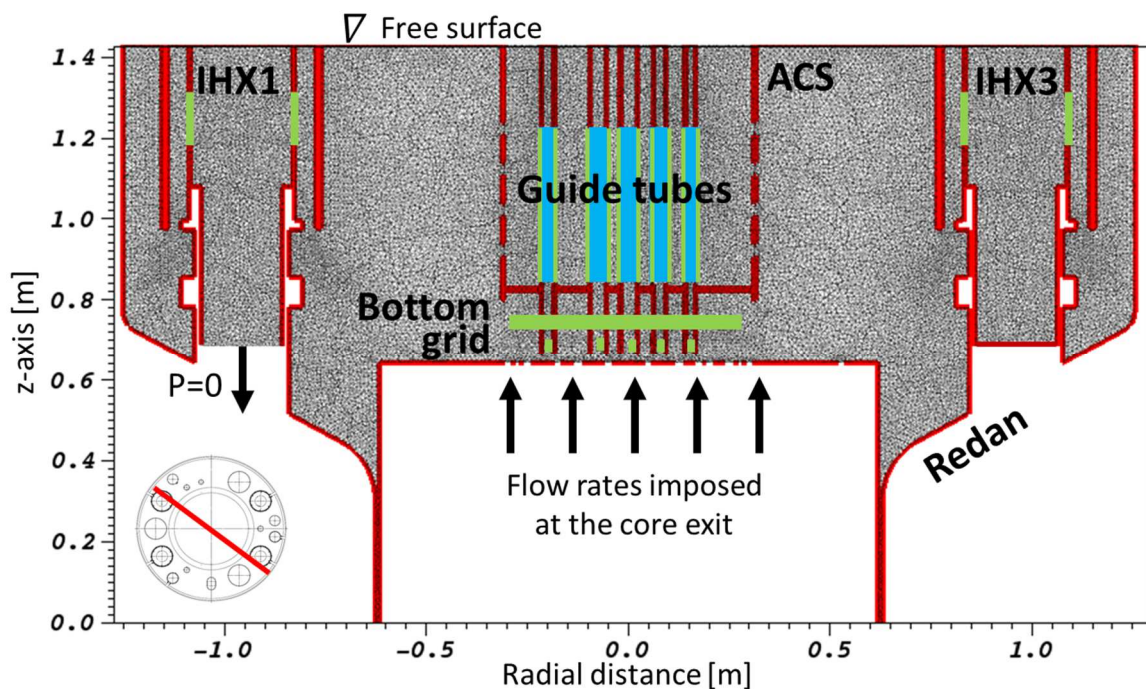 Free surface
1.4
IHX1
ACS
IHX3
1.2
Guide tubes
1.0
z-axis [m]
0.8
Bottom
grid
0.6
P=0
Redan
0.4
Flow rates imposed
at the core exit
0.2
0.0
-1.0
-0.5
0.0
0.5
1.0
Radial distance [m]